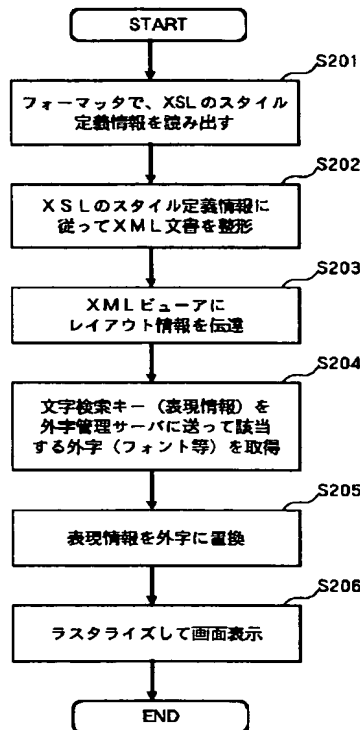 START
S201
フォーマッタで、XSLのスタイル
定義情報を読み出す
S202
XSLのスタイル定義情報に
従ってXML文書を整形
S203
XMLビューアに
レイアウト情報を伝達
S204
文字検索キー（表現情報）を
外字管理サーバに送って該当
する外字（フォント等）を取得
S205
表現情報を外字に置換
S206
ラスタライズして画面表示
END